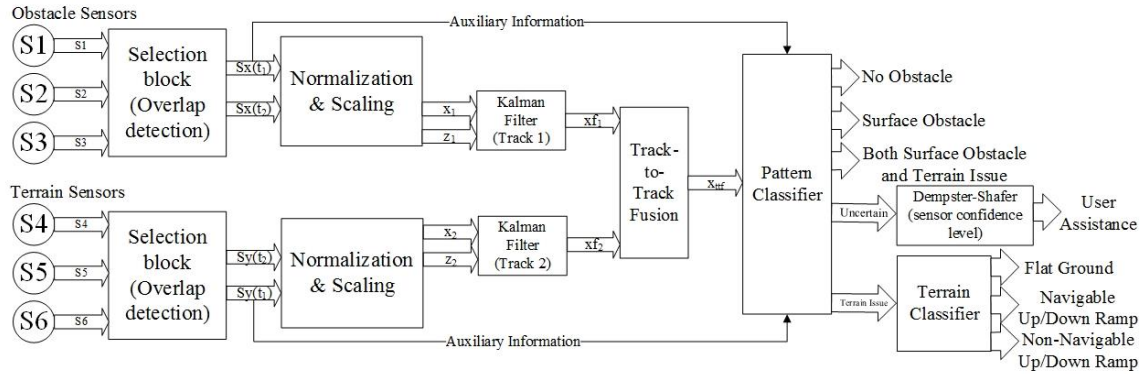 Obstacle Sensors
S1
S1
S2
S2
S3
S3
Selection
block
(Overlap
detection)
Sx(t₁)
Sx(t₂)
Auxiliary Information
Normalization
& Scaling
x₁
z₁
Kalman
Filter
(Track 1)
xf₁
Terrain Sensors
S4
S4
S5
S5
S6
S6
Selection
block
(Overlap
detection)
Sy(t₂)
Sy(t₁)
Normalization
& Scaling
x₂
z₂
Kalman
Filter
(Track 2)
xf₂
Auxiliary Information
Track-
to-
Track
Fusion
xₜₜf
Pattern
Classifier
No Obstacle
Surface Obstacle
Both Surface Obstacle
and Terrain Issue
Uncertain
Dempster-Shafer
(sensor confidence
level)
User
Assistance
Terrain Issue
Terrain
Classifier
Flat Ground
Navigable
Up/Down Ramp
Non-Navigable
Up/Down Ramp